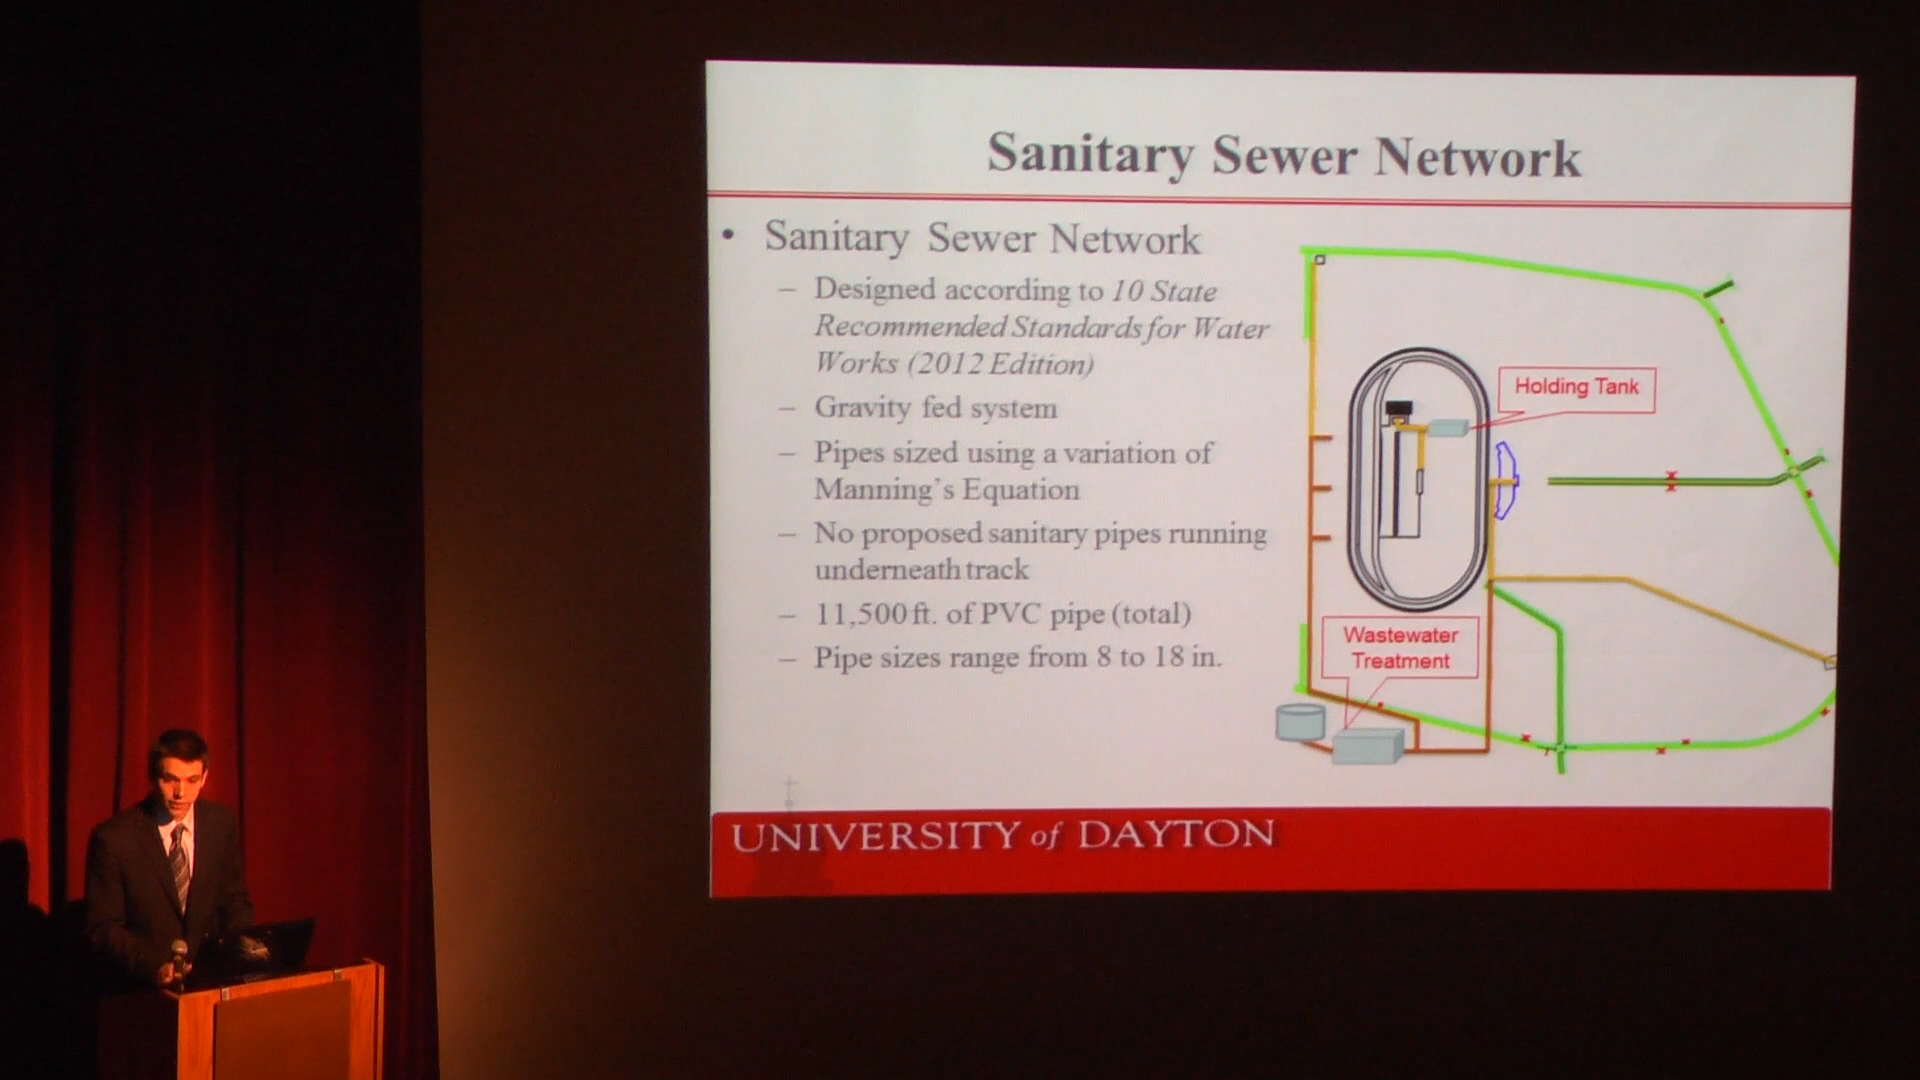 Sanitary Sewer Network
• Sanitary Sewer Network
– Designed according to 10 State
Recommended Standards for Water
Works (2012 Edition)
– Gravity fed system
– Pipes sized using a variation of
Manning's Equation
– No proposed sanitary pipes running
underneath track
– 11,500 ft. of PVC pipe (total)
– Pipe sizes range from 8 to 18 in.
Holding Tank
Wastewater
Treatment
UNIVERSITY of DAYTON